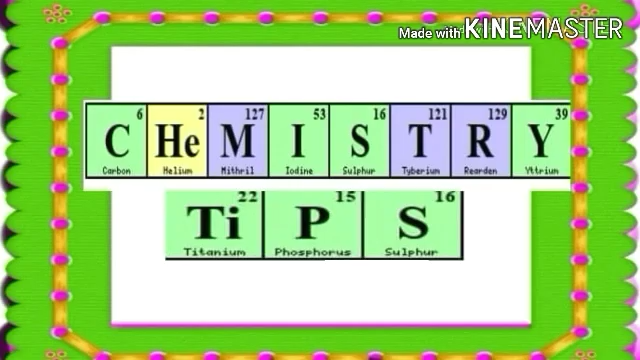 Made with KINEMASTER
6 2 127 53 16 121 129 39
C He M I S T R Y
Carbon Helium Mithril Iodine Sulphur Tyberium Rearden Yttrium
22 15 16
Ti P S
Titanium Phosphorus Sulphur